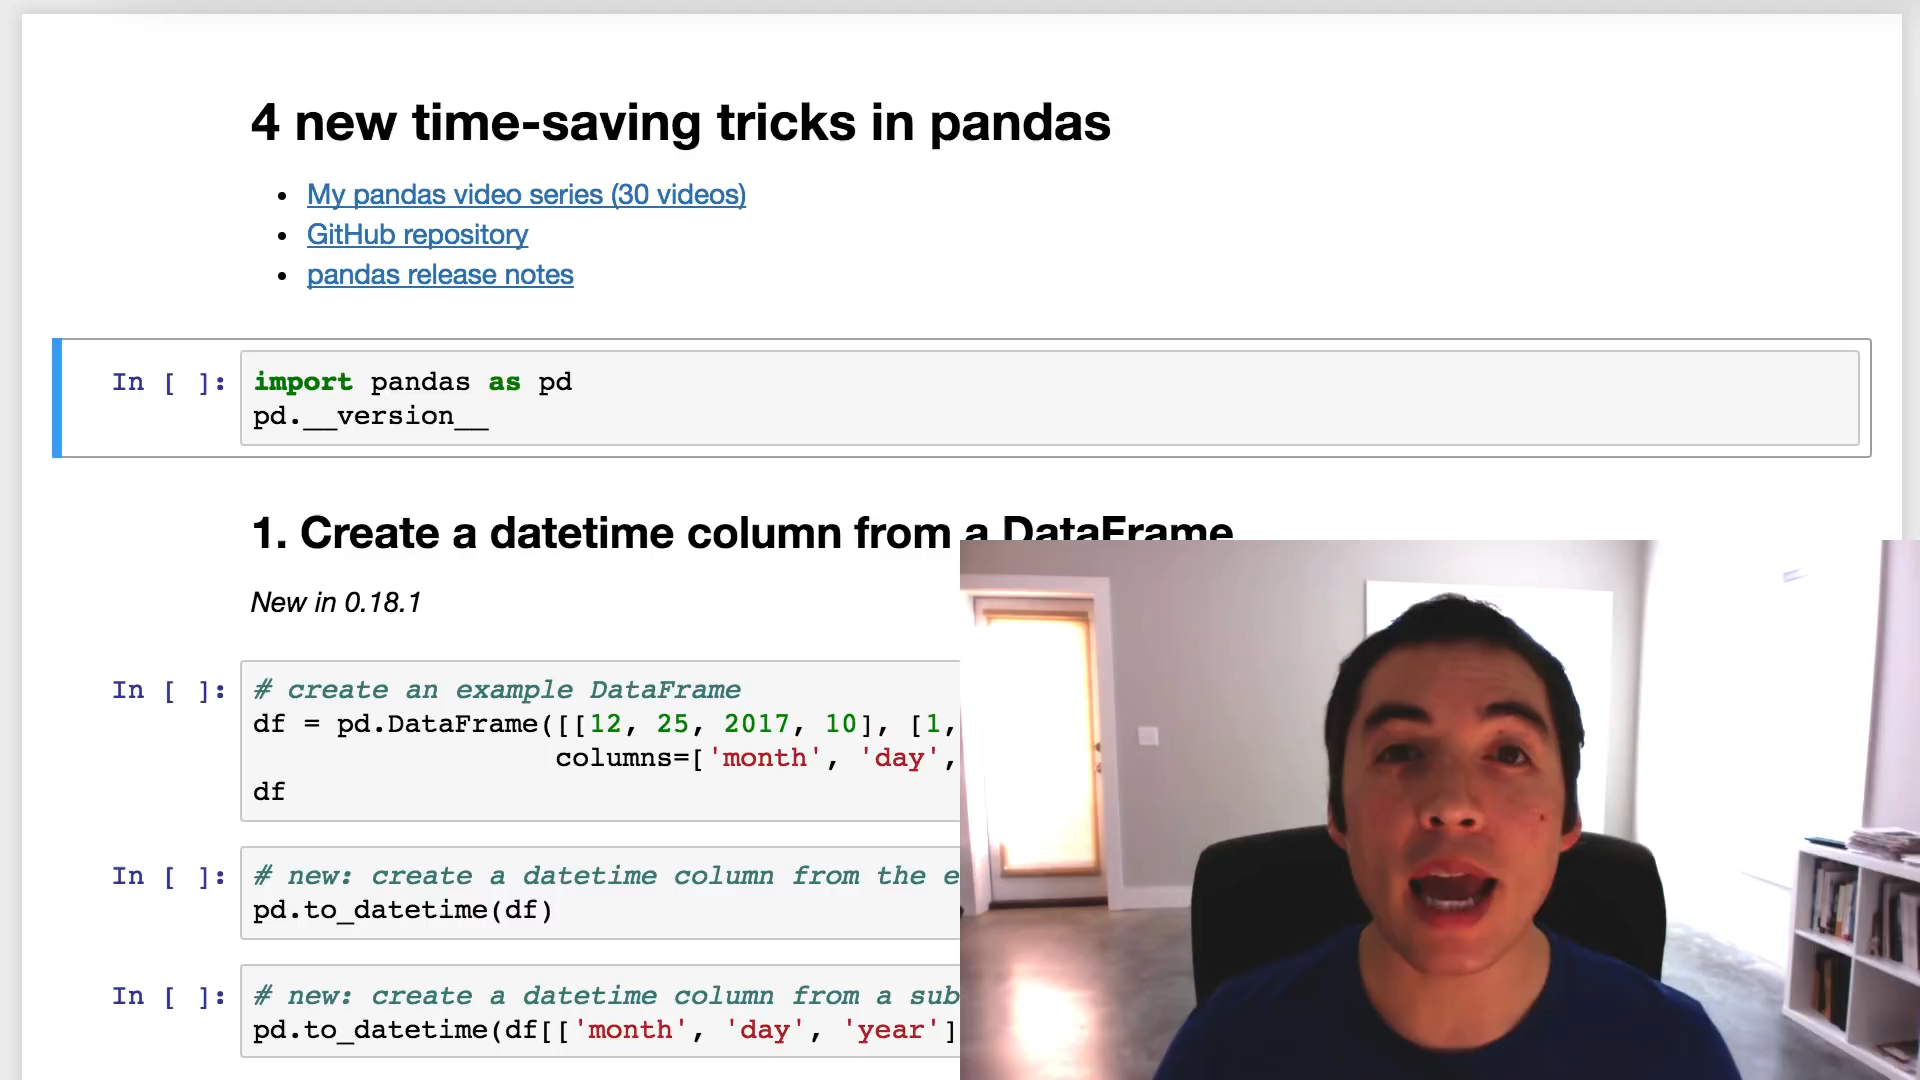 4 new time-saving tricks in pandas
• My pandas video series (30 videos)
• GitHub repository
• pandas release notes
In [ ]: import pandas as pd
pd.__version__
1. Create a datetime column from a DataFrame
New in 0.18.1
In [ ]: # create an example DataFrame
df = pd.DataFrame([[12, 25, 2017, 10], [1,
columns=['month', 'day',
df
In [ ]: # new: create a datetime column from the e
pd.to_datetime(df)
In [ ]: # new: create a datetime column from a sub
pd.to_datetime(df[['month', 'day', 'year']